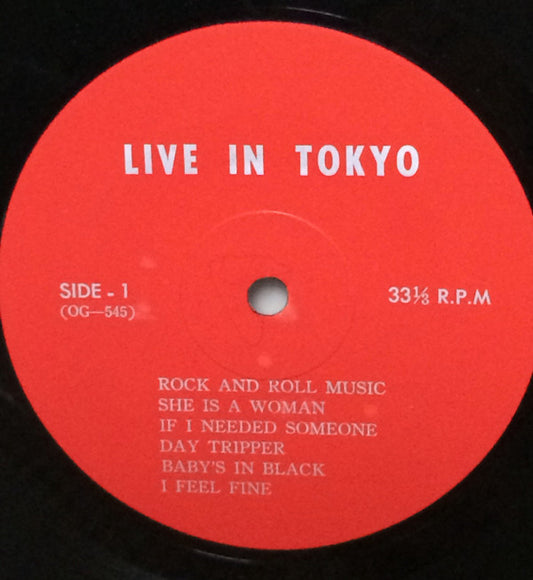 LIVE IN TOKYO
SIDE - 1
33⅓ R.P.M
(OG—545)
ROCK AND ROLL MUSIC
SHE IS A WOMAN
IF I NEEDED SOMEONE
DAY TRIPPER
BABY'S IN BLACK
I FEEL FINE